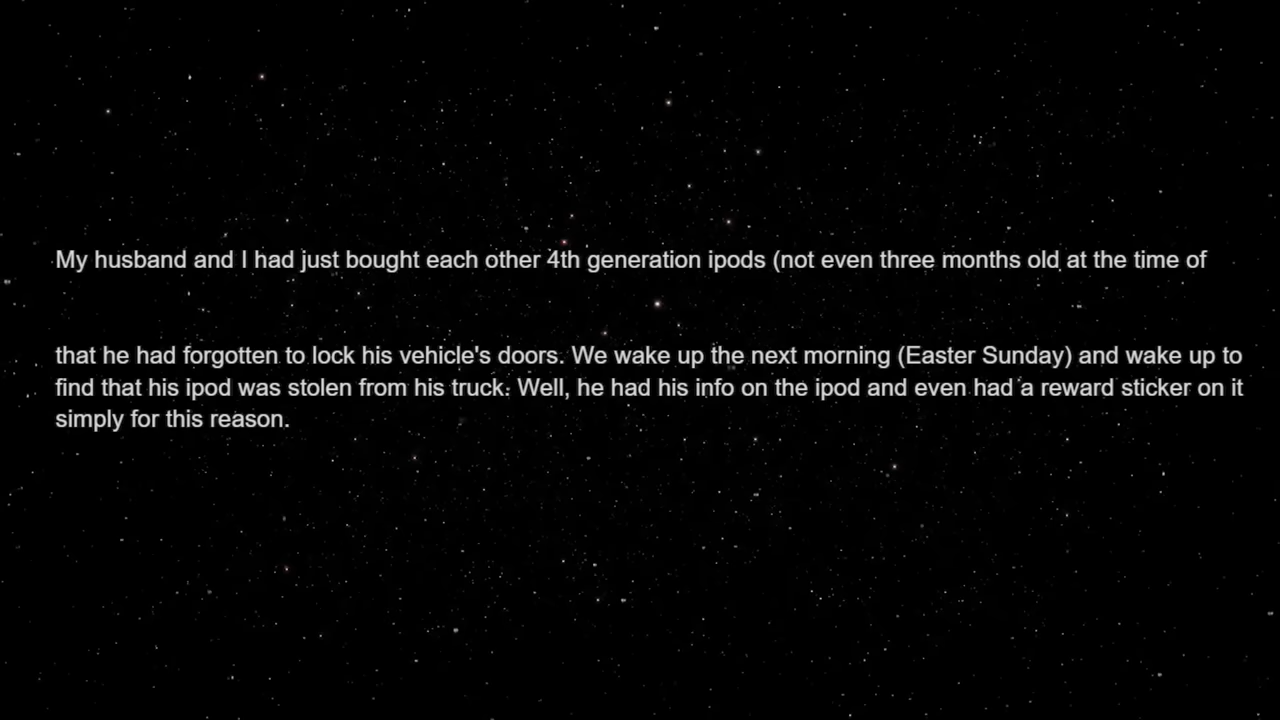 My husband and I had just bought each other 4th generation ipods (not even three months old at the time of
that he had forgotten to lock his vehicle's doors. We wake up the next morning (Easter Sunday) and wake up to
find that his ipod was stolen from his truck. Well, he had his info on the ipod and even had a reward sticker on it
simply for this reason.